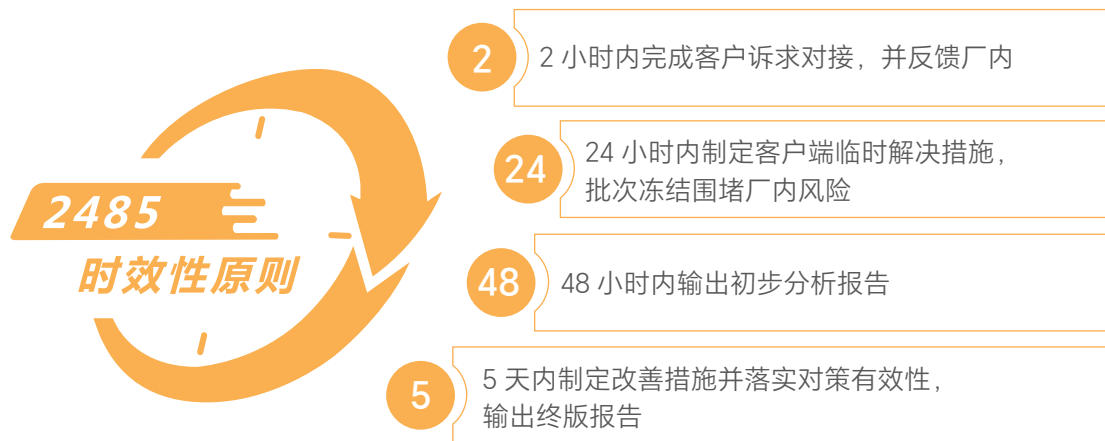 2
2 小时内完成客户诉求对接，并反馈厂内
24
24 小时内制定客户端临时解决措施，
批次冻结围堵厂内风险
2485
时效性原则
48
48 小时内输出初步分析报告
5
5 天内制定改善措施并落实对策有效性，
输出终版报告